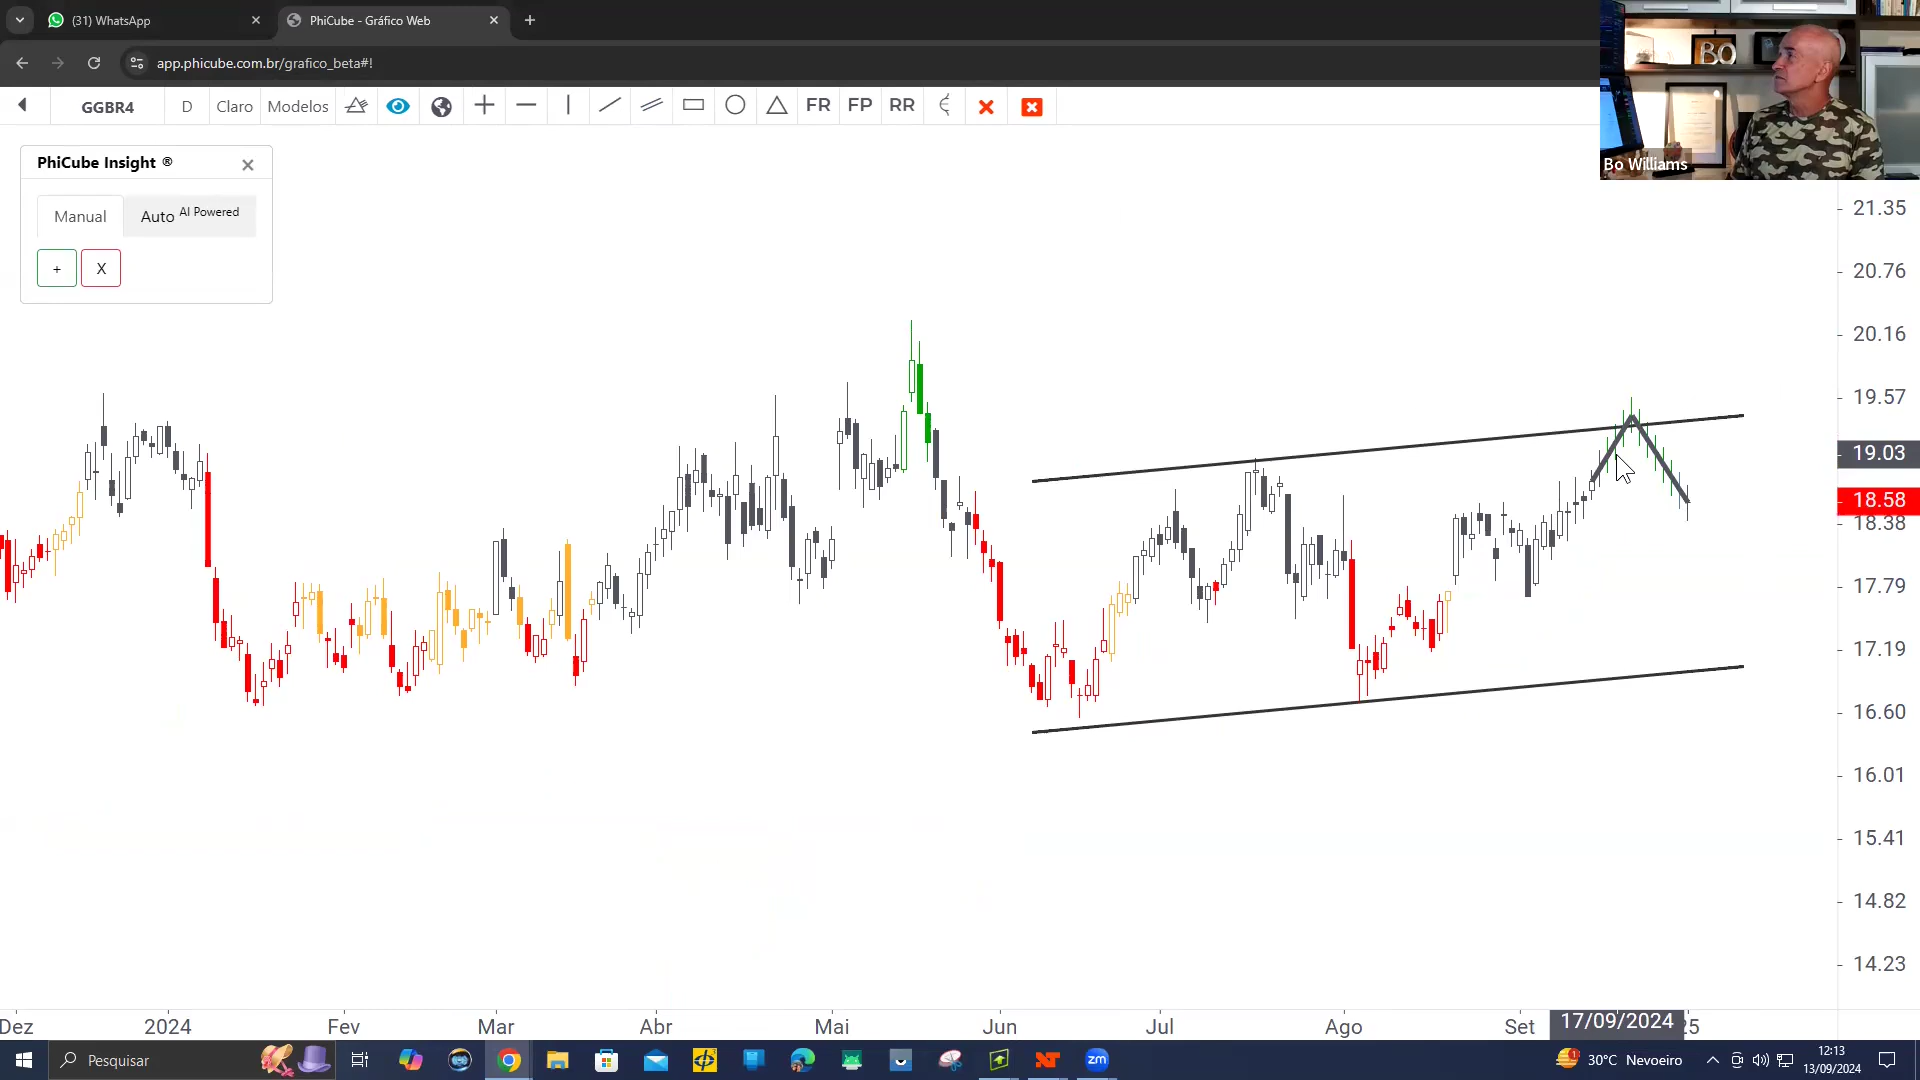 (31) WhatsApp
PhiCube - Gráfico Web
app.phicube.com.br/grafico_beta#!
GGBR4
D
Claro
Modelos
FR
FP
RR
PhiCube Insight ®
Manual
Auto AI Powered
+
X
BO
Bo Williams
21.35
20.76
20.16
19.57
19.03
18.58
18.38
17.79
17.19
16.60
16.01
15.41
14.82
14.23
Dez
2024
Fev
Mar
Abr
Mai
Jun
Jul
Ago
Set
17/09/2024
25
Pesquisar
zm
1
30°C Nevoeiro
12:13
13/09/2024